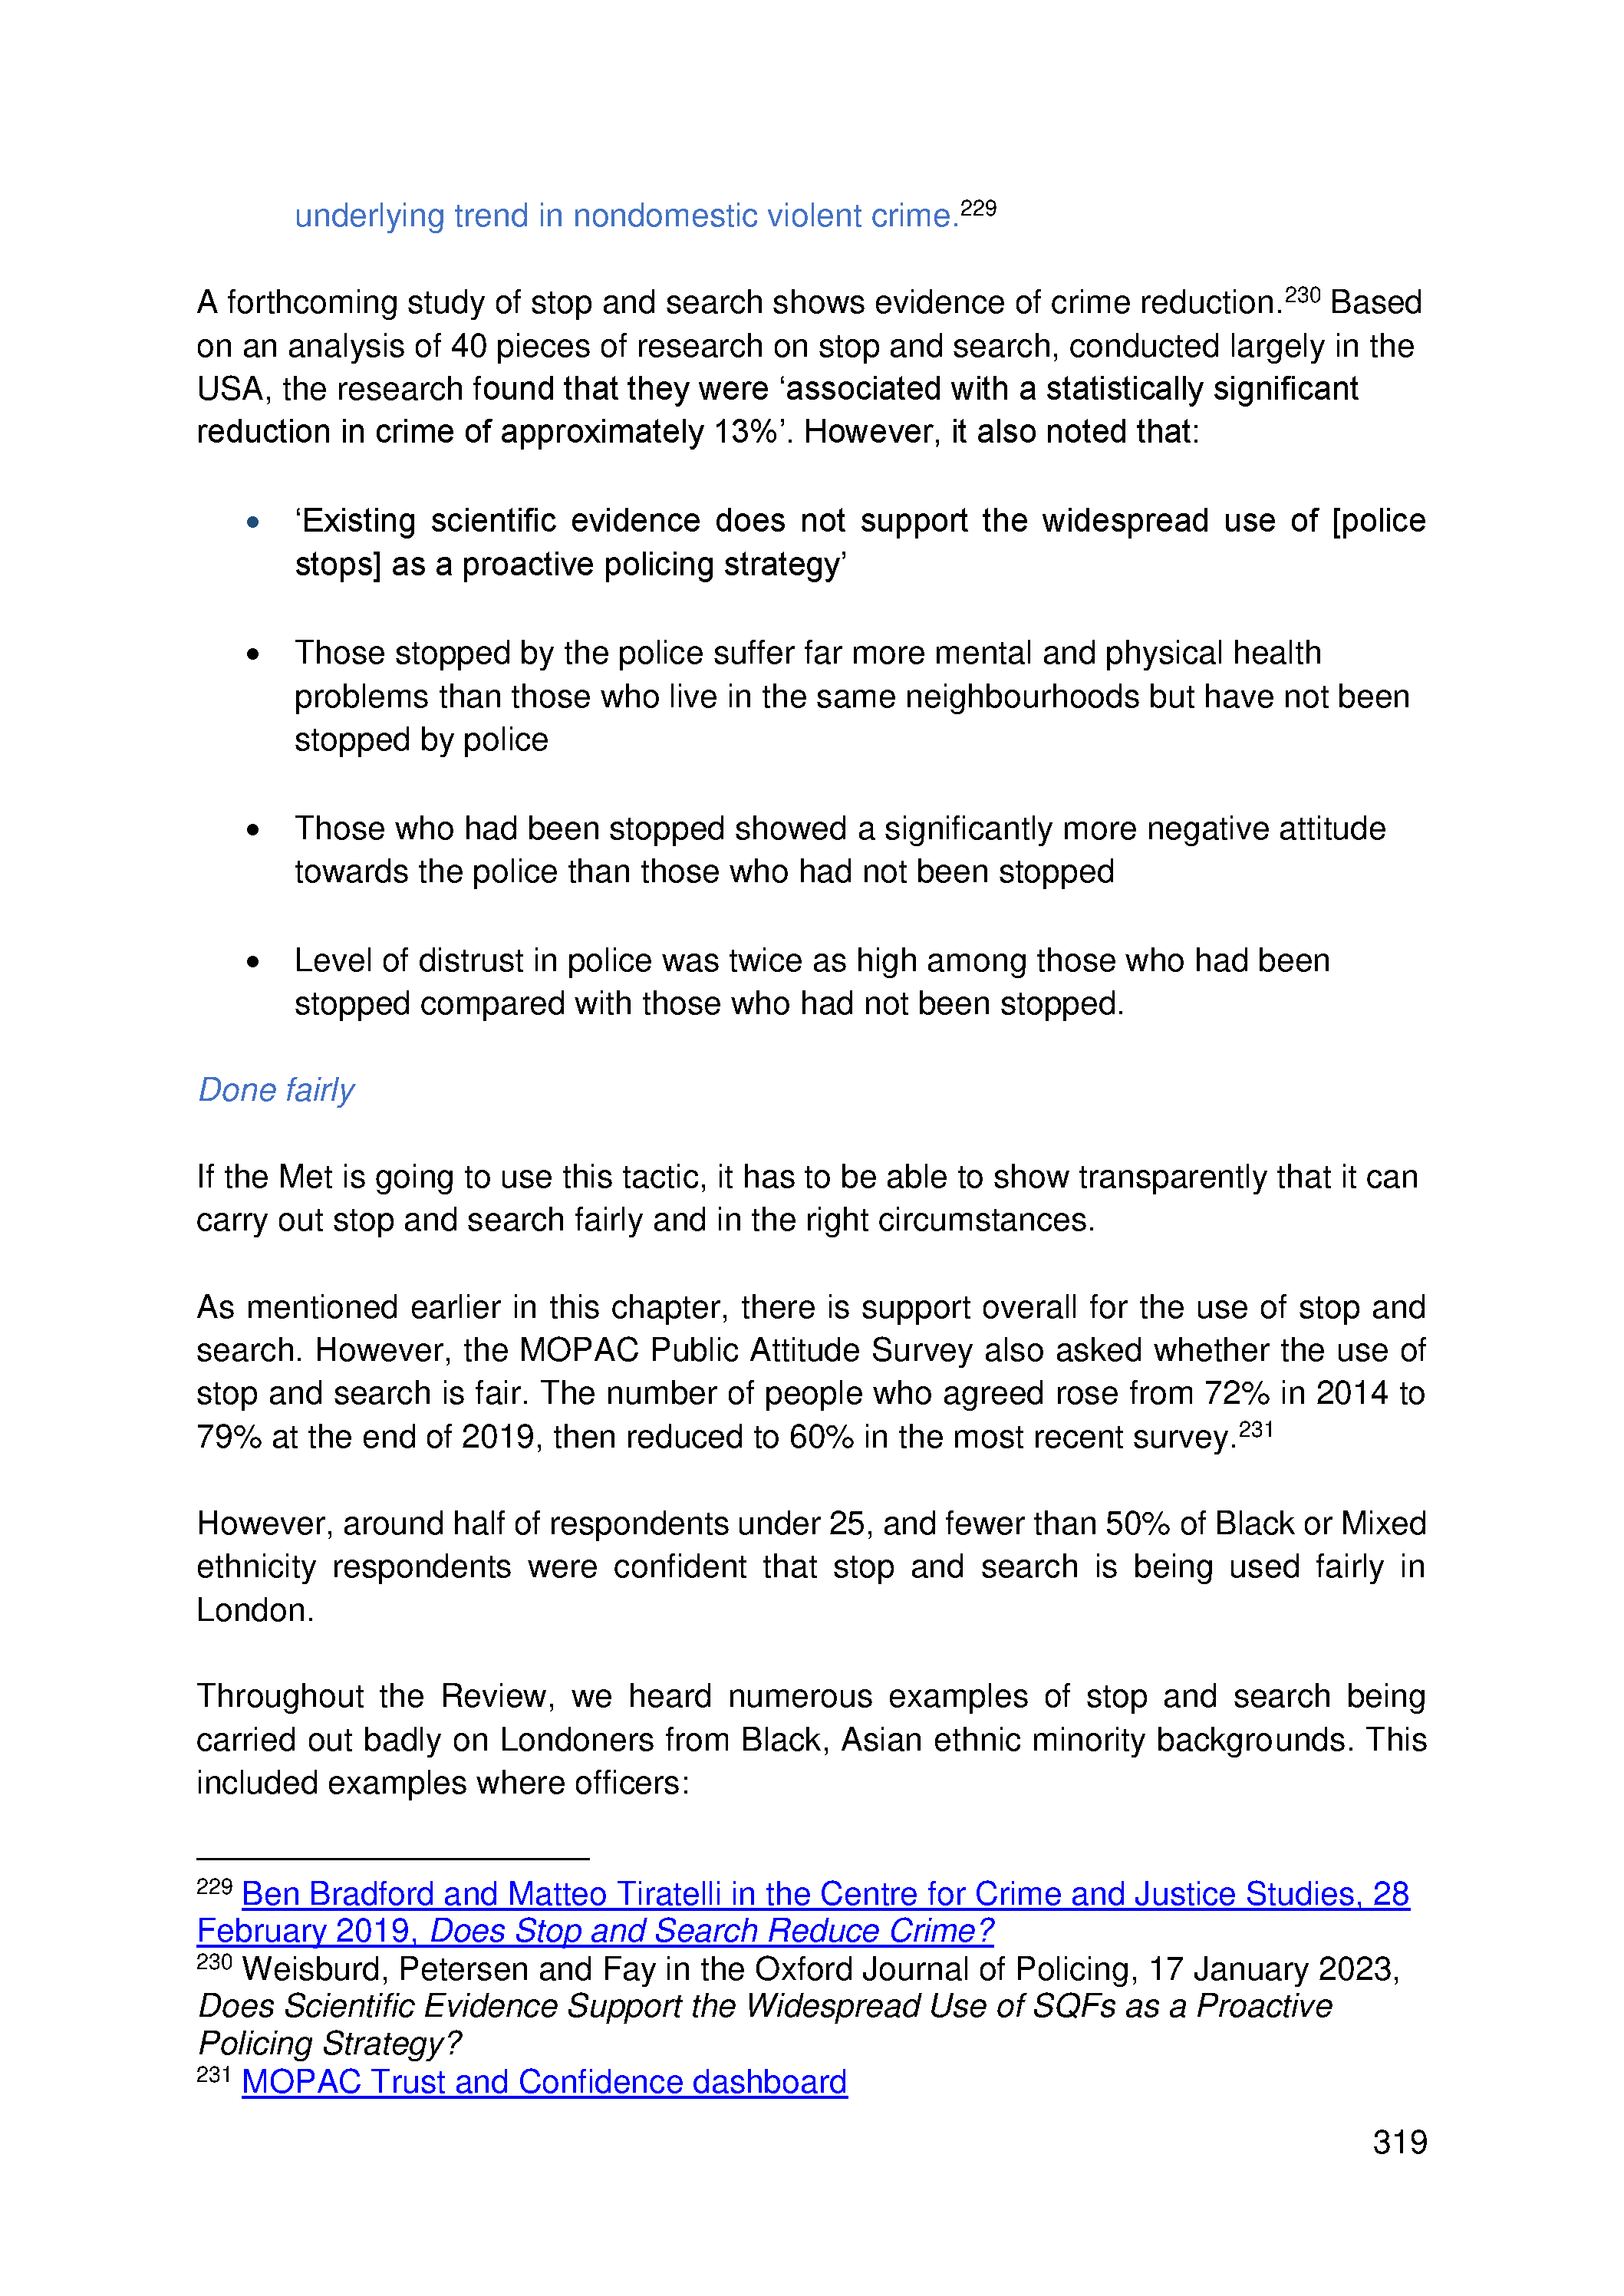 underlying trend in nondomestic violent crime.229
A forthcoming study of stop and search shows evidence of crime reduction.230 Based
on an analysis of 40 pieces of research on stop and search, conducted largely in the
USA, the research found that they were ‘associated with a statistically significant
reduction in crime of approximately 13%’. However, it also noted that:
• ‘Existing scientific evidence does not support the widespread use of [police
stops] as a proactive policing strategy’
• Those stopped by the police suffer far more mental and physical health
problems than those who live in the same neighbourhoods but have not been
stopped by police
• Those who had been stopped showed a significantly more negative attitude
towards the police than those who had not been stopped
• Level of distrust in police was twice as high among those who had been
stopped compared with those who had not been stopped.
Done fairly
If the Met is going to use this tactic, it has to be able to show transparently that it can
carry out stop and search fairly and in the right circumstances.
As mentioned earlier in this chapter, there is support overall for the use of stop and
search. However, the MOPAC Public Attitude Survey also asked whether the use of
stop and search is fair. The number of people who agreed rose from 72% in 2014 to
79% at the end of 2019, then reduced to 60% in the most recent survey.231
However, around half of respondents under 25, and fewer than 50% of Black or Mixed
ethnicity respondents were confident that stop and search is being used fairly in
London.
Throughout the Review, we heard numerous examples of stop and search being
carried out badly on Londoners from Black, Asian ethnic minority backgrounds. This
included examples where officers:
229 Ben Bradford and Matteo Tiratelli in the Centre for Crime and Justice Studies, 28
February 2019, Does Stop and Search Reduce Crime?
230 Weisburd, Petersen and Fay in the Oxford Journal of Policing, 17 January 2023,
Does Scientific Evidence Support the Widespread Use of SQFs as a Proactive
Policing Strategy?
231 MOPAC Trust and Confidence dashboard
319